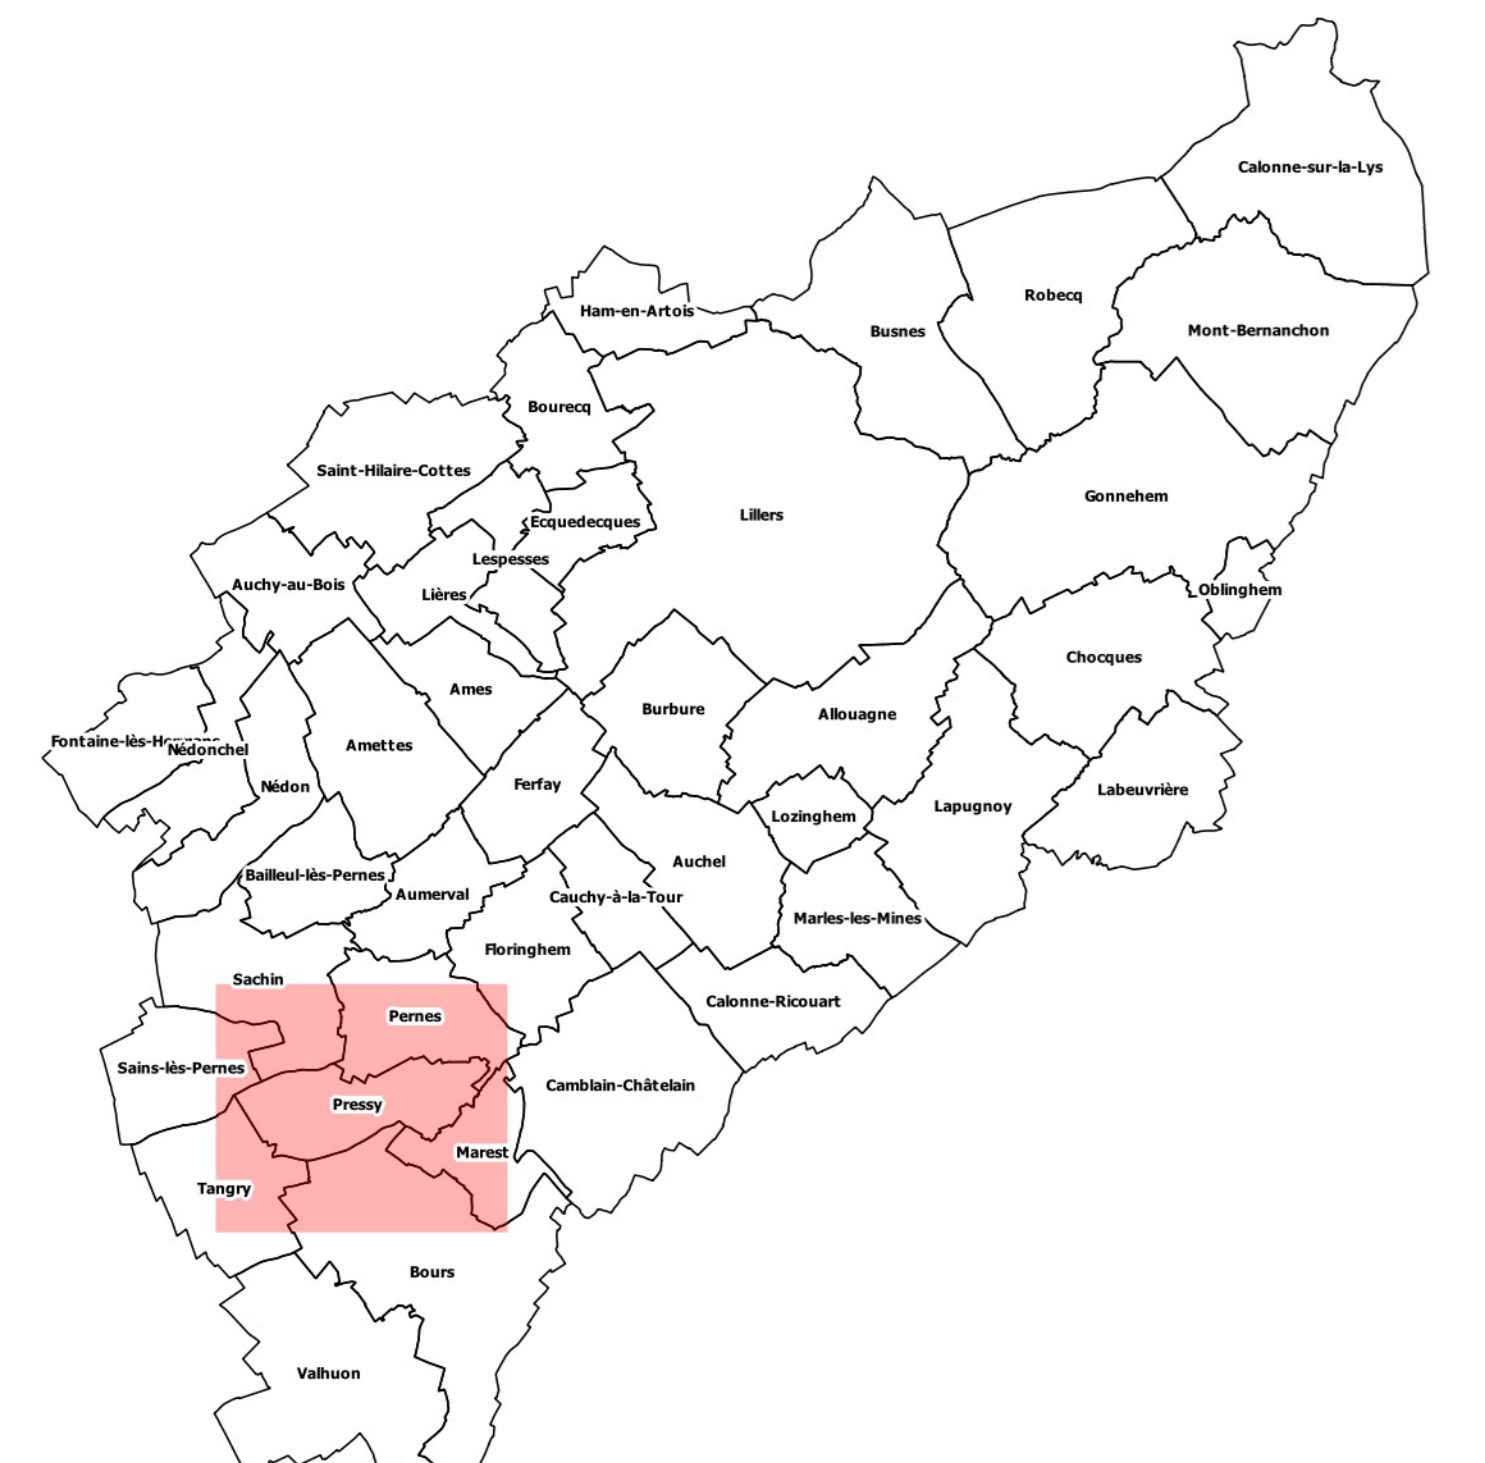 Calonne-sur-la-Lys
Robecq
Ham-en-Artois
Busnes
Mont-Bernanchon
Bourecq
Saint-Hilaire-Cottes
Gonnehem
Lillers
Ecquedecques
Lespesses
Auchy-au-Bois
Lières
Oblinghem
Chocques
Ames
Burbure
Allouagne
Fontaine-lès-Hermans
Nédonchel
Amettes
Nédon
Ferfay
Labeuvrière
Lapugnoy
Lozinghem
Auchel
Bailleul-lès-Pernes
Aumerval
Cauchy-à-la-Tour
Marles-les-Mines
Floringhem
Sachin
Calonne-Ricouart
Pernes
Sains-lès-Pernes
Camblain-Châtelain
Pressy
Marest
Tangry
Bours
Valhuon